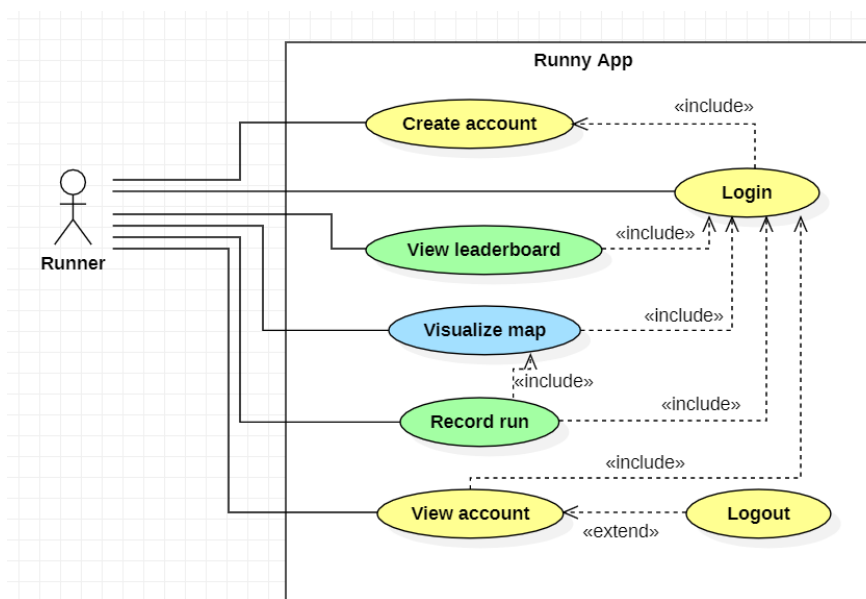 Runny App
Create account
«include»
Login
Runner
View leaderboard
«include»
Visualize map
«include»
«include»
Record run
«include»
«include»
View account
Logout
«extend»